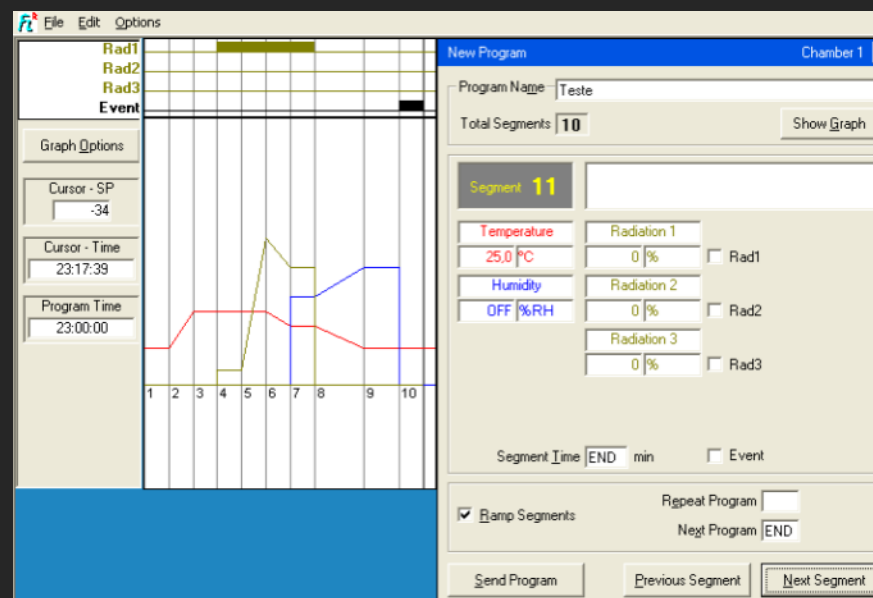 FtR File Edit Options
Rad1
Rad2
Rad3
Event
Graph Options
Cursor - SP
-34
Cursor - Time
23:17:39
Program Time
23:00:00
1 2 3 4 5 6 7 8 9 10
New Program Chamber 1
Program Name Teste
Total Segments 10 Show Graph
Segment 11
Temperature Radiation 1
25,0 °C 0 % Rad1
Humidity Radiation 2
OFF %RH 0 % Rad2
Radiation 3
0 % Rad3
Segment Time END min Event
Repeat Program
Ramp Segments
Next Program END
Send Program Previous Segment Next Segment